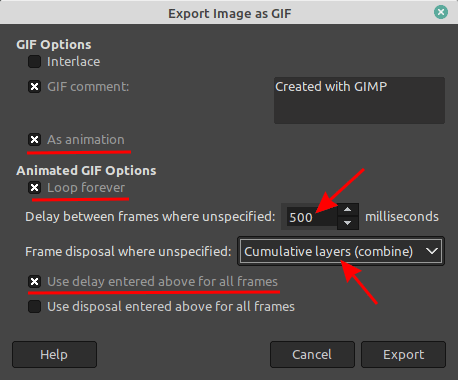 Export Image as GIF
GIF Options
Interlace
GIF comment:
Created with GIMP
As animation
Animated GIF Options
Loop forever
Delay between frames where unspecified: 500 milliseconds
Frame disposal where unspecified: Cumulative layers (combine)
Use delay entered above for all frames
Use disposal entered above for all frames
Help Cancel Export